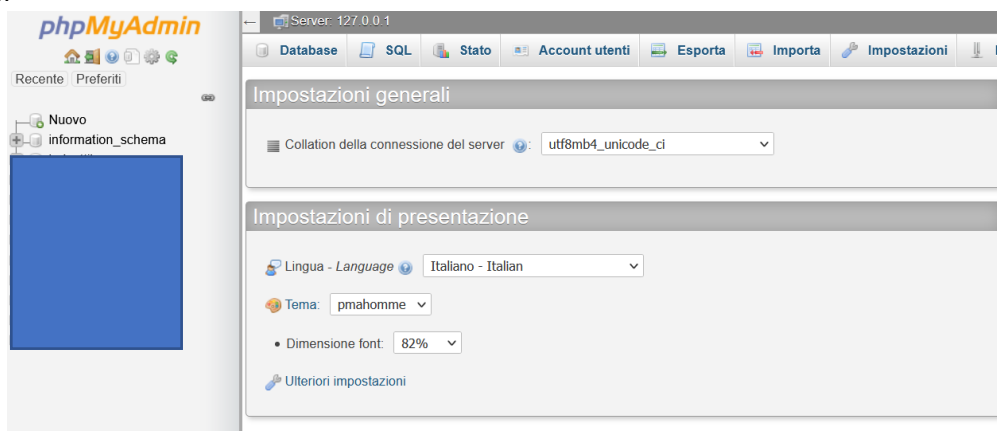 phpMyAdmin
Recente Preferiti
Nuovo
information_schema
Server: 127.0.0.1
Database SQL Stato Account utenti Esporta Importa Impostazioni
Impostazioni generali
Collation della connessione del server : utf8mb4_unicode_ci
Impostazioni di presentazione
Lingua - Language Italiano - Italian
Tema: pmahomme
Dimensione font: 82%
Ulteriori impostazioni